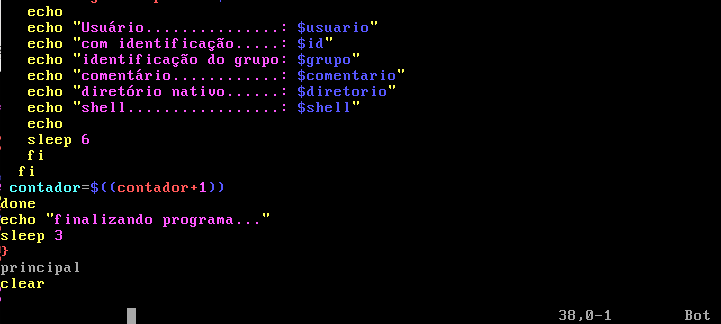 echo
echo "Usuário...............: $usuario"
echo "com identificação.....: $id"
echo "identificação do grupo: $grupo"
echo "comentário............: $comentario"
echo "diretório nativo......: $diretorio"
echo "shell.................: $shell"
echo
sleep 6
fi
fi
contador=$((contador+1))
done
echo "finalizando programa..."
sleep 3
}
principal
clear
38,0-1 Bot